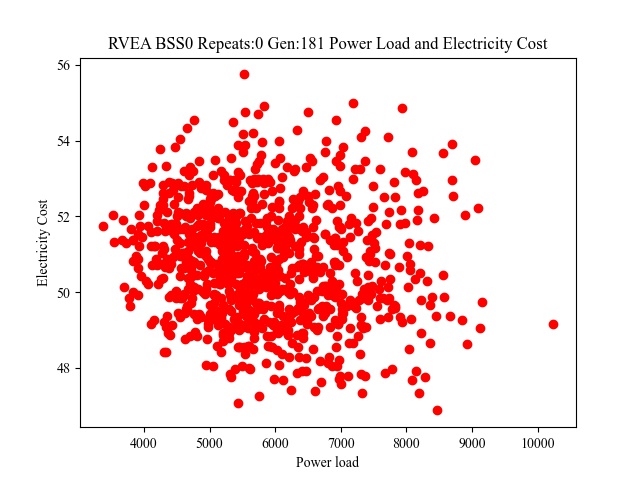 RVEA BSS0 Repeats:0 Gen:181 Power Load and Electricity Cost
56
54
52
50
48
Electricity Cost
4000 5000 6000 7000 8000 9000 10000
Power load